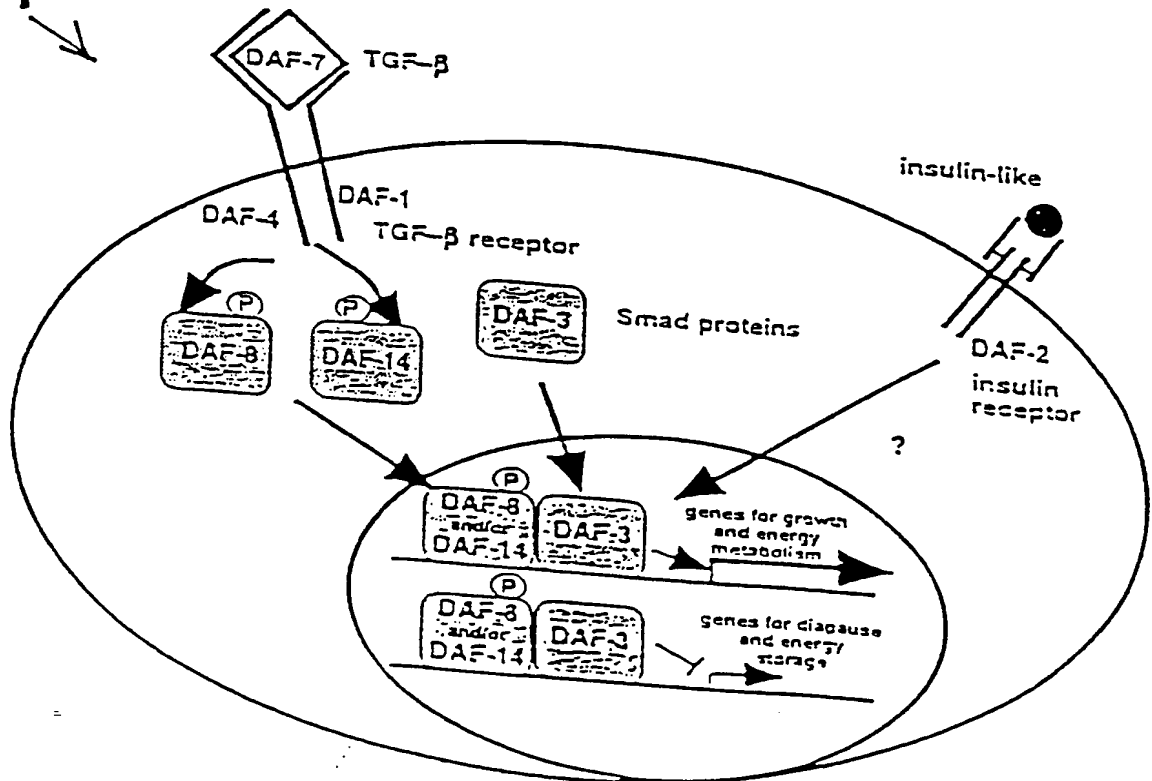 DAF-7
TGF-β
DAF-4
DAF-1
TGF-β receptor
insulin-like
P
P
DAF-8
DAF-14
DAF-3
Smad proteins
DAF-2
insulin
receptor
?
P
DAF-8
and/or
DAF-14
DAF-3
genes for growth
and energy
metabolism
P
DAF-8
and/or
DAF-14
DAF-3
genes for diapause
and energy
storage